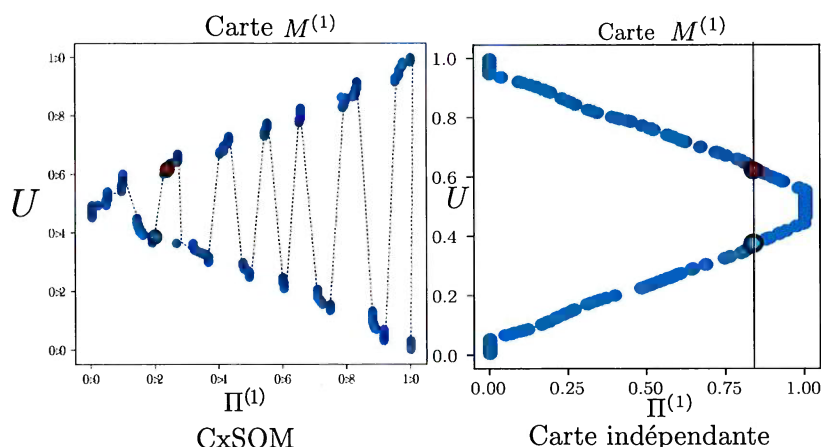 Carte M^(1)
U
1:0
0:8
0:6
0:4
0:2
0:0
0:0 0:2 0:4 0:6 0:8 1:0
Π^(1)
CxSOM
Carte M^(1)
U
1.0
0.8
0.6
0.4
0.2
0.0
0.00 0.25 0.50 0.75 1.00
Π^(1)
Carte indépendante